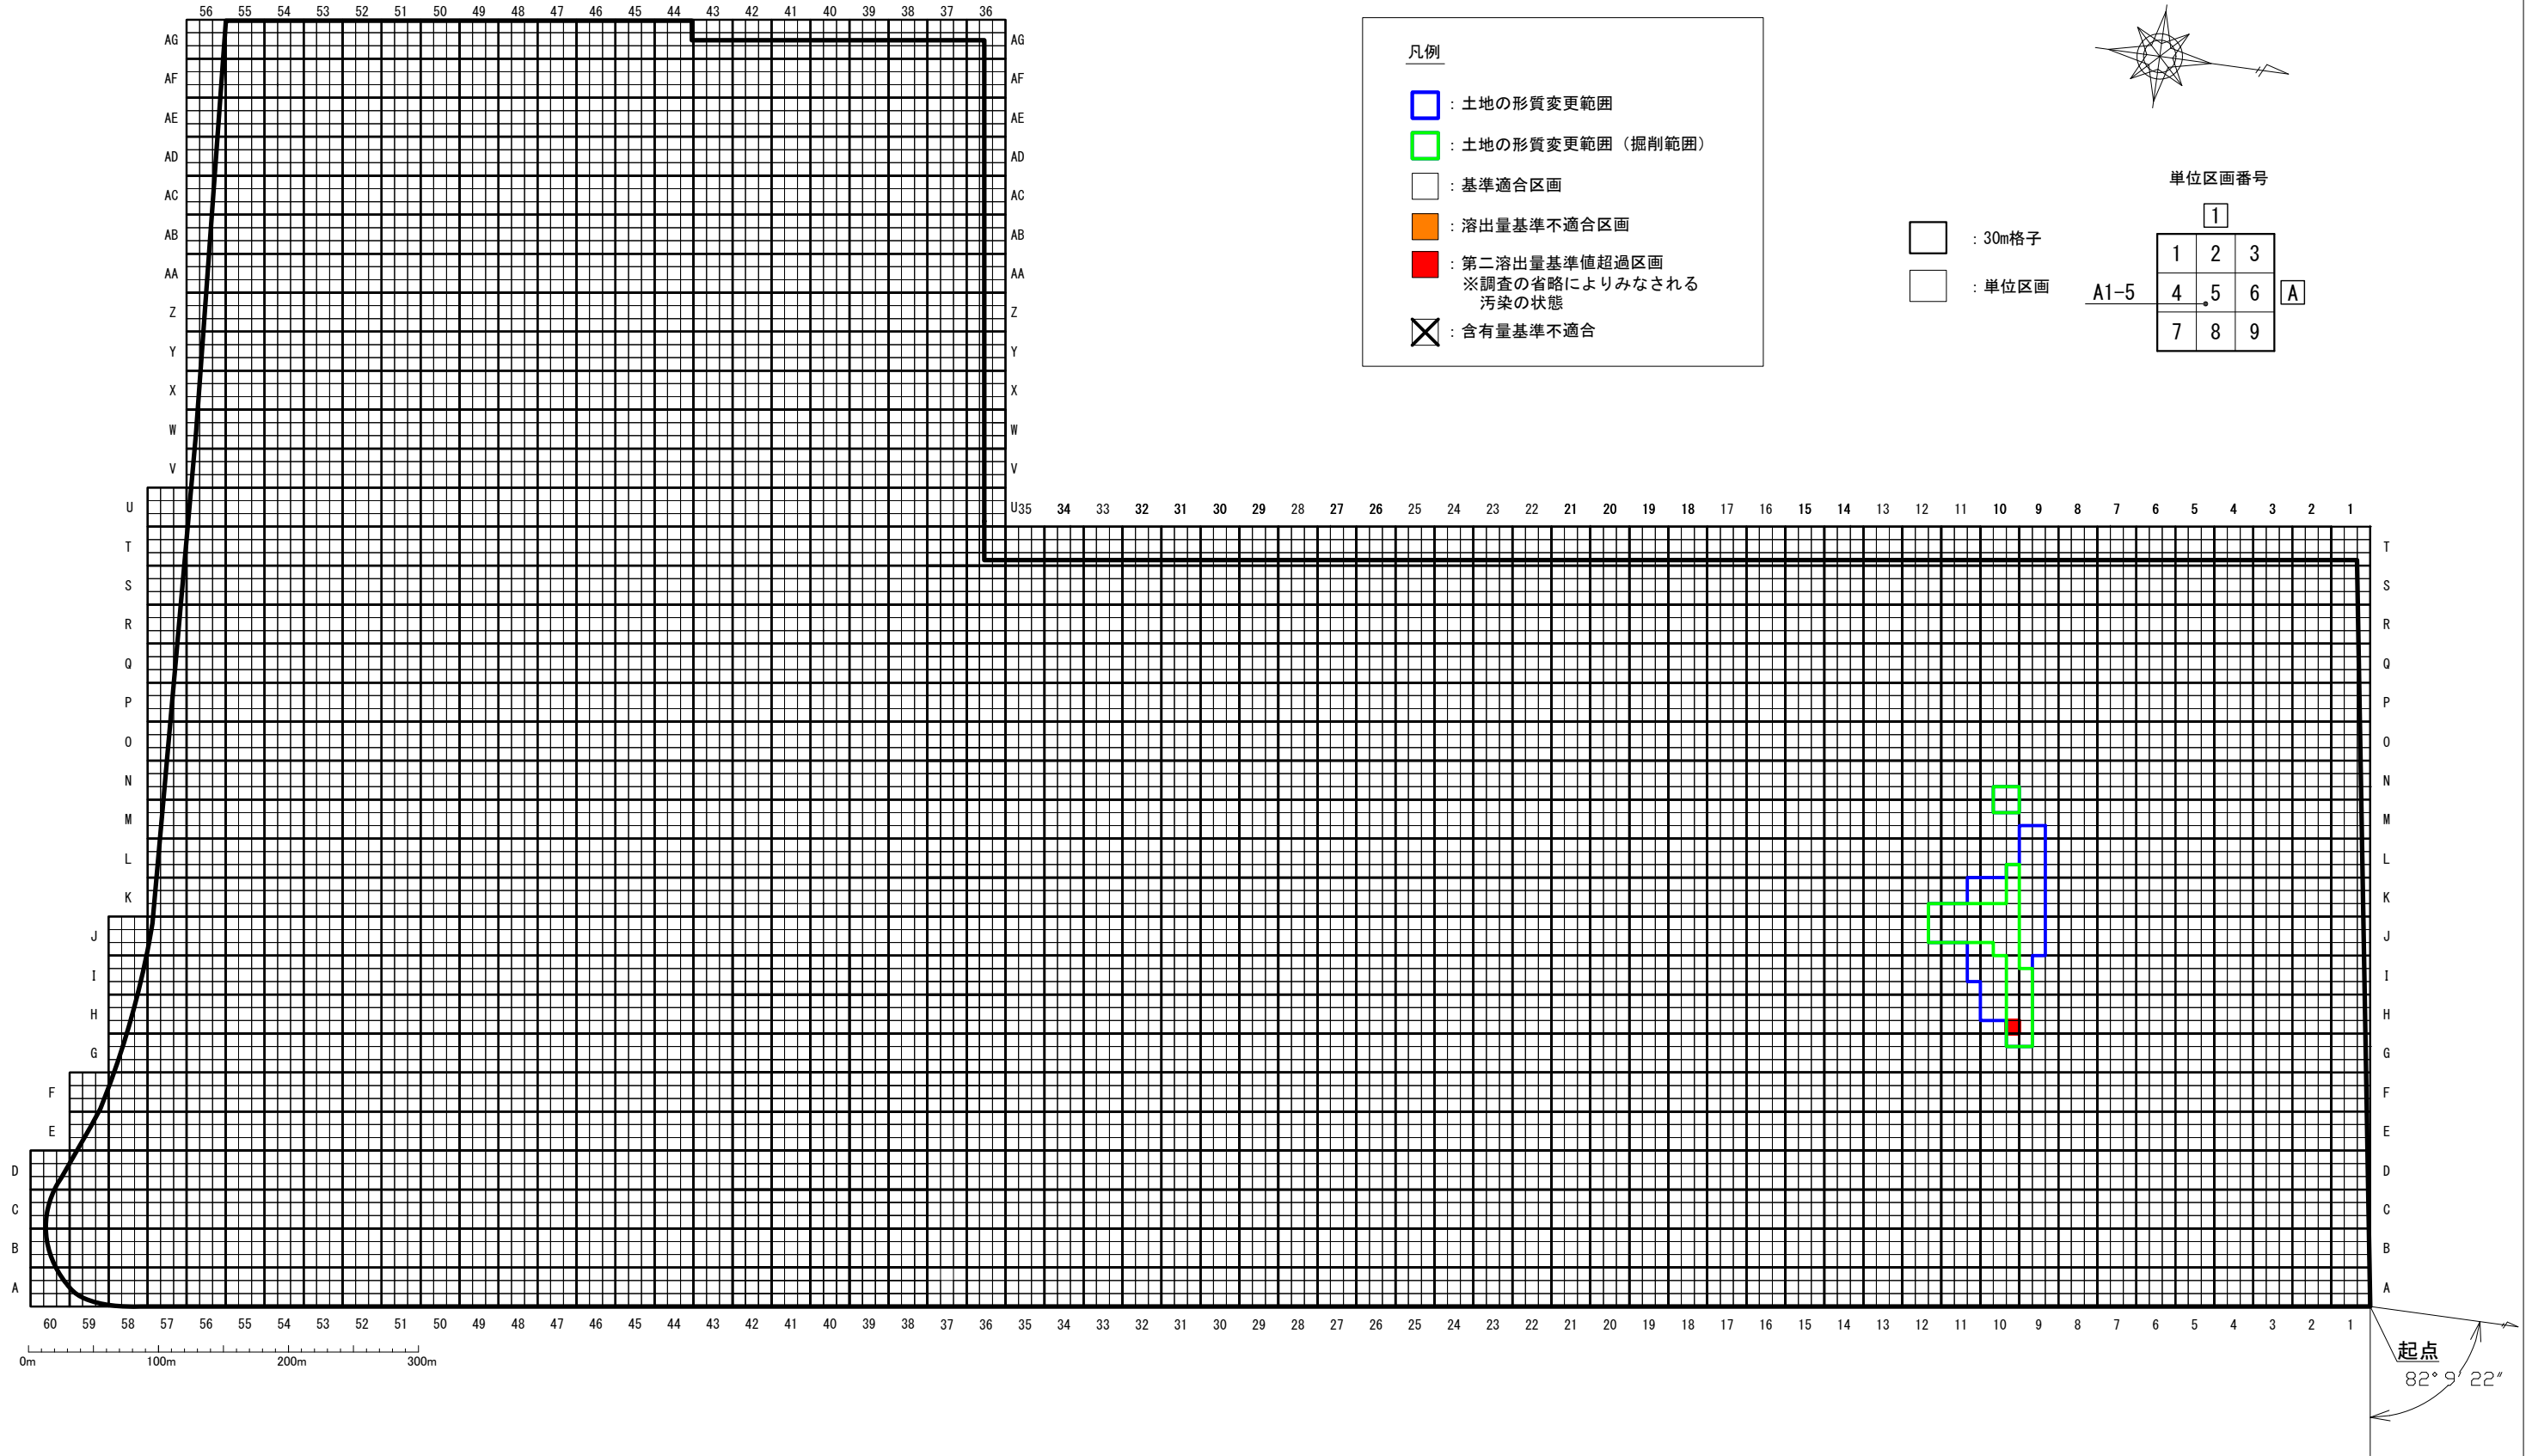 56 55 54 53 52 51 50 49 48 47 46 45 44 43 42 41 40 39 38 37 36
AG AG
AF AF
AE AE
AD AD
AC AC
AB AB
AA AA
Z Z
Y Y
X X
W W
V V
U U
凡例
：土地の形質変更範囲
：土地の形質変更範囲（掘削範囲）
：基準適合区画
：溶出量基準不適合区画
：第二溶出量基準値超過区画
※調査の省略によりみなされる
汚染の状態
：含有量基準不適合
：30m格子
：単位区画
単位区画番号
1
1 2 3
A1-5 4 5 6 A
7 8 9
35 34 33 32 31 30 29 28 27 26 25 24 23 22 21 20 19 18 17 16 15 14 13 12 11 10 9 8 7 6 5 4 3 2 1
T T
S S
R R
Q Q
P P
O O
N N
M M
L L
K K
J J
I I
H H
G G
F F
E E
D D
C C
B B
A A
60 59 58 57 56 55 54 53 52 51 50 49 48 47 46 45 44 43 42 41 40 39 38 37 36 35 34 33 32 31 30 29 28 27 26 25 24 23 22 21 20 19 18 17 16 15 14 13 12 11 10 9 8 7 6 5 4 3 2 1
0m 100m 200m 300m
起点
82°9′22″